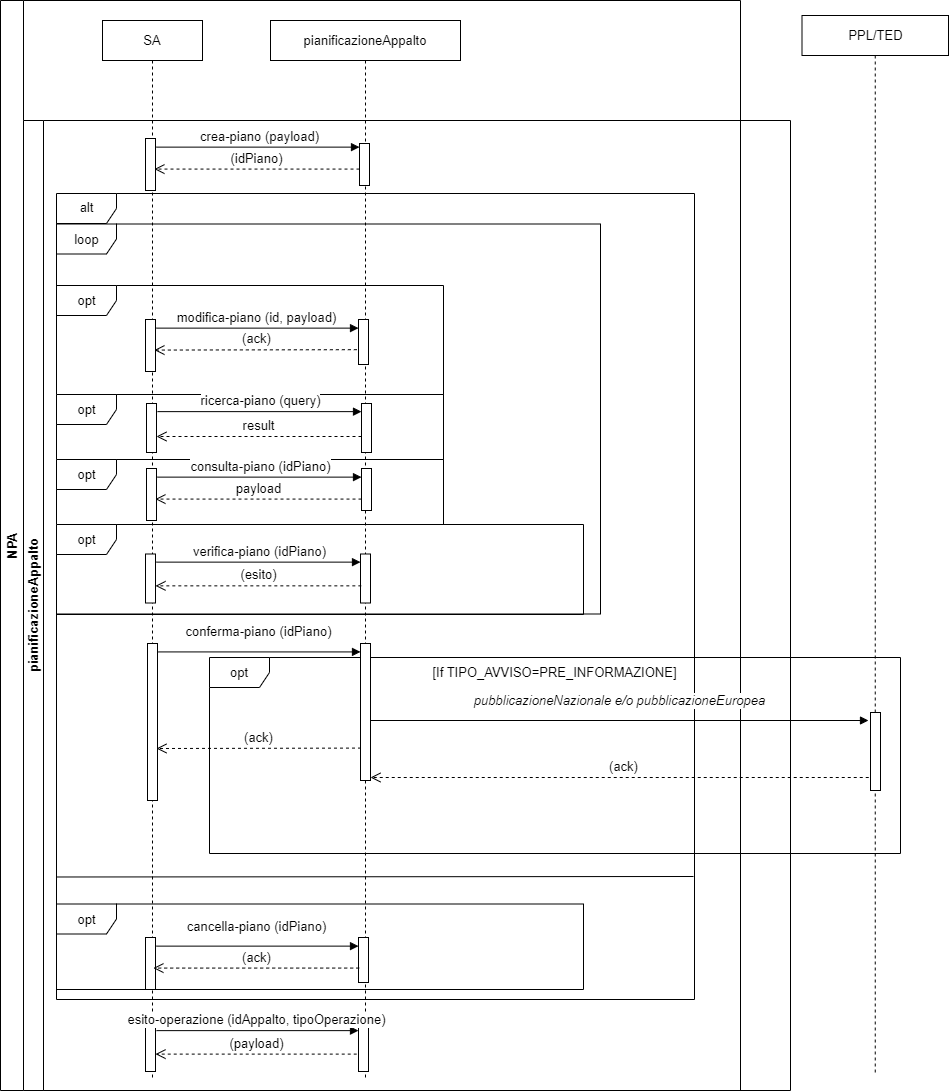 SA
pianificazioneAppalto
PPL/TED
NPA
pianificazioneAppalto
crea-piano (payload)
(idPiano)
alt
loop
opt
modifica-piano (id, payload)
(ack)
opt
ricerca-piano (query)
result
opt
consulta-piano (idPiano)
payload
opt
verifica-piano (idPiano)
(esito)
conferma-piano (idPiano)
opt
[If TIPO_AVVISO=PRE_INFORMAZIONE]
pubblicazioneNazionale e/o pubblicazioneEuropea
(ack)
(ack)
opt
cancella-piano (idPiano)
(ack)
esito-operazione (idAppalto, tipoOperazione)
(payload)